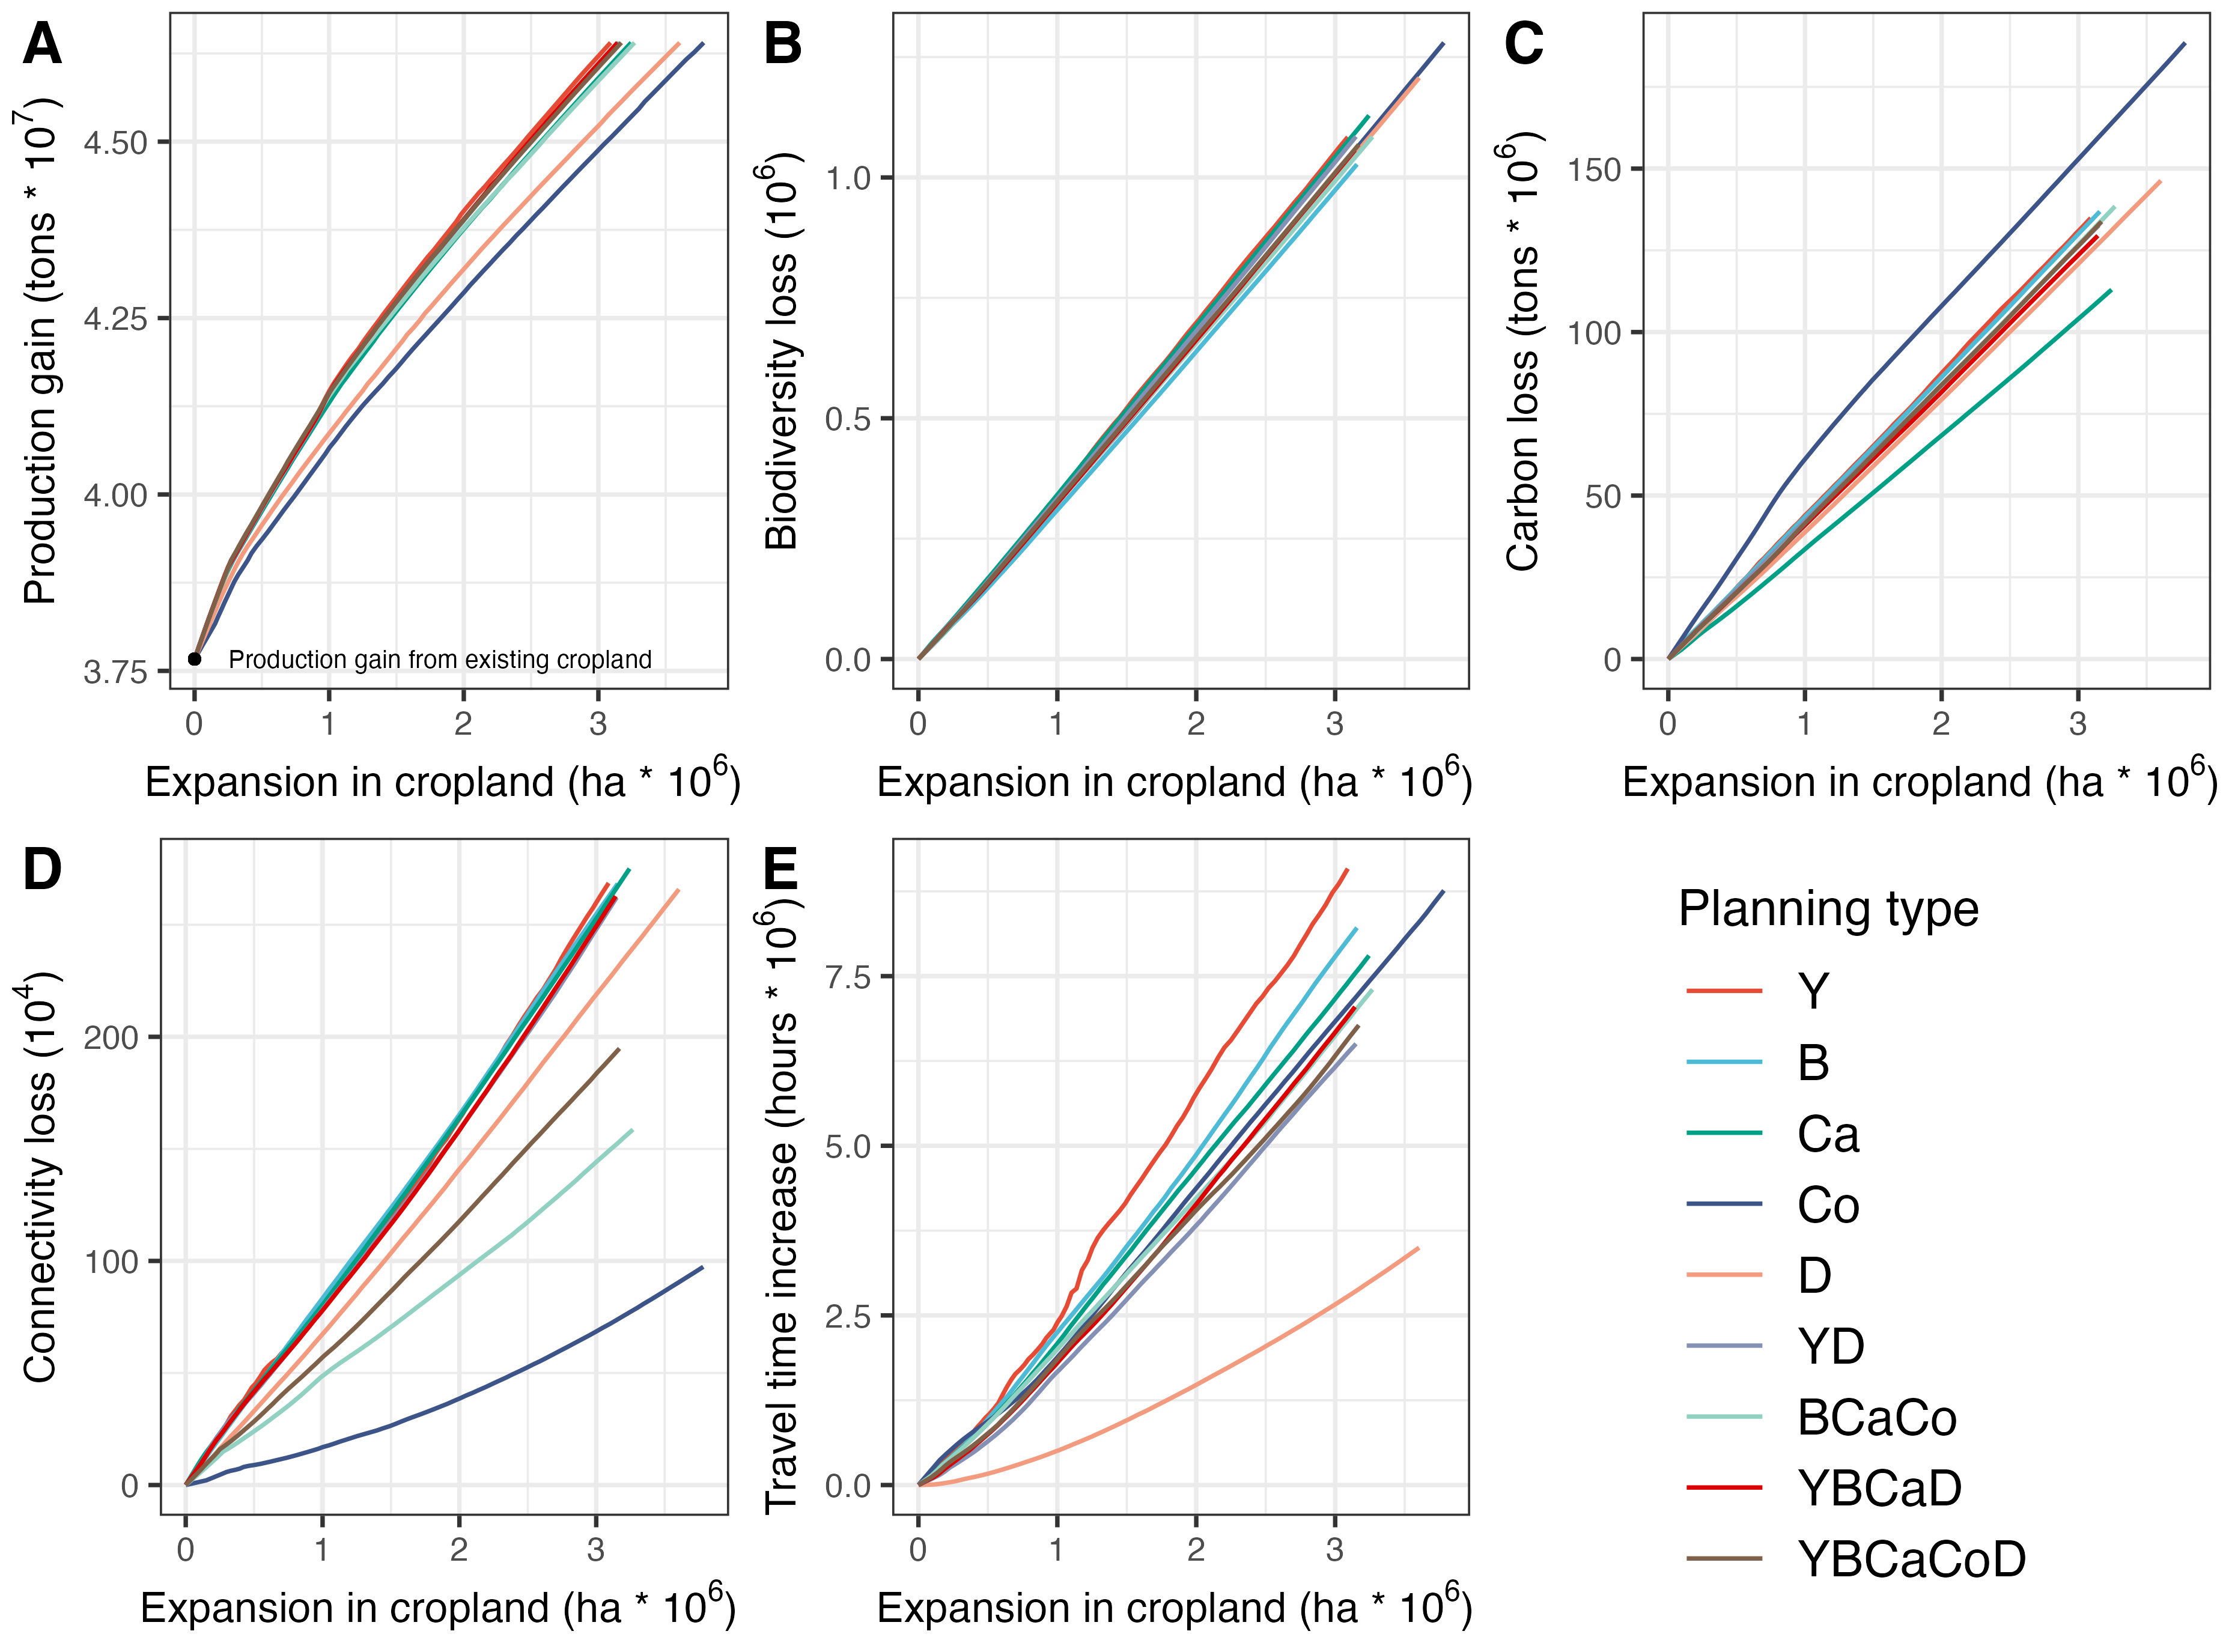 A
Production gain (tons * 10^7)
4.50
4.25
4.00
3.75
Production gain from existing cropland
0 1 2 3
Expansion in cropland (ha * 10^6)
B
Biodiversity loss (10^6)
1.0
0.5
0.0
0 1 2 3
Expansion in cropland (ha * 10^6)
C
Carbon loss (tons * 10^6)
150
100
50
0
0 1 2 3
Expansion in cropland (ha * 10^6)
D
Connectivity loss (10^4)
200
100
0
0 1 2 3
Expansion in cropland (ha * 10^6)
E
Travel time increase (hours * 10^6)
7.5
5.0
2.5
0.0
0 1 2 3
Expansion in cropland (ha * 10^6)
Planning type
Y
B
Ca
Co
D
YD
BCaCo
YBCaD
YBCaCoD